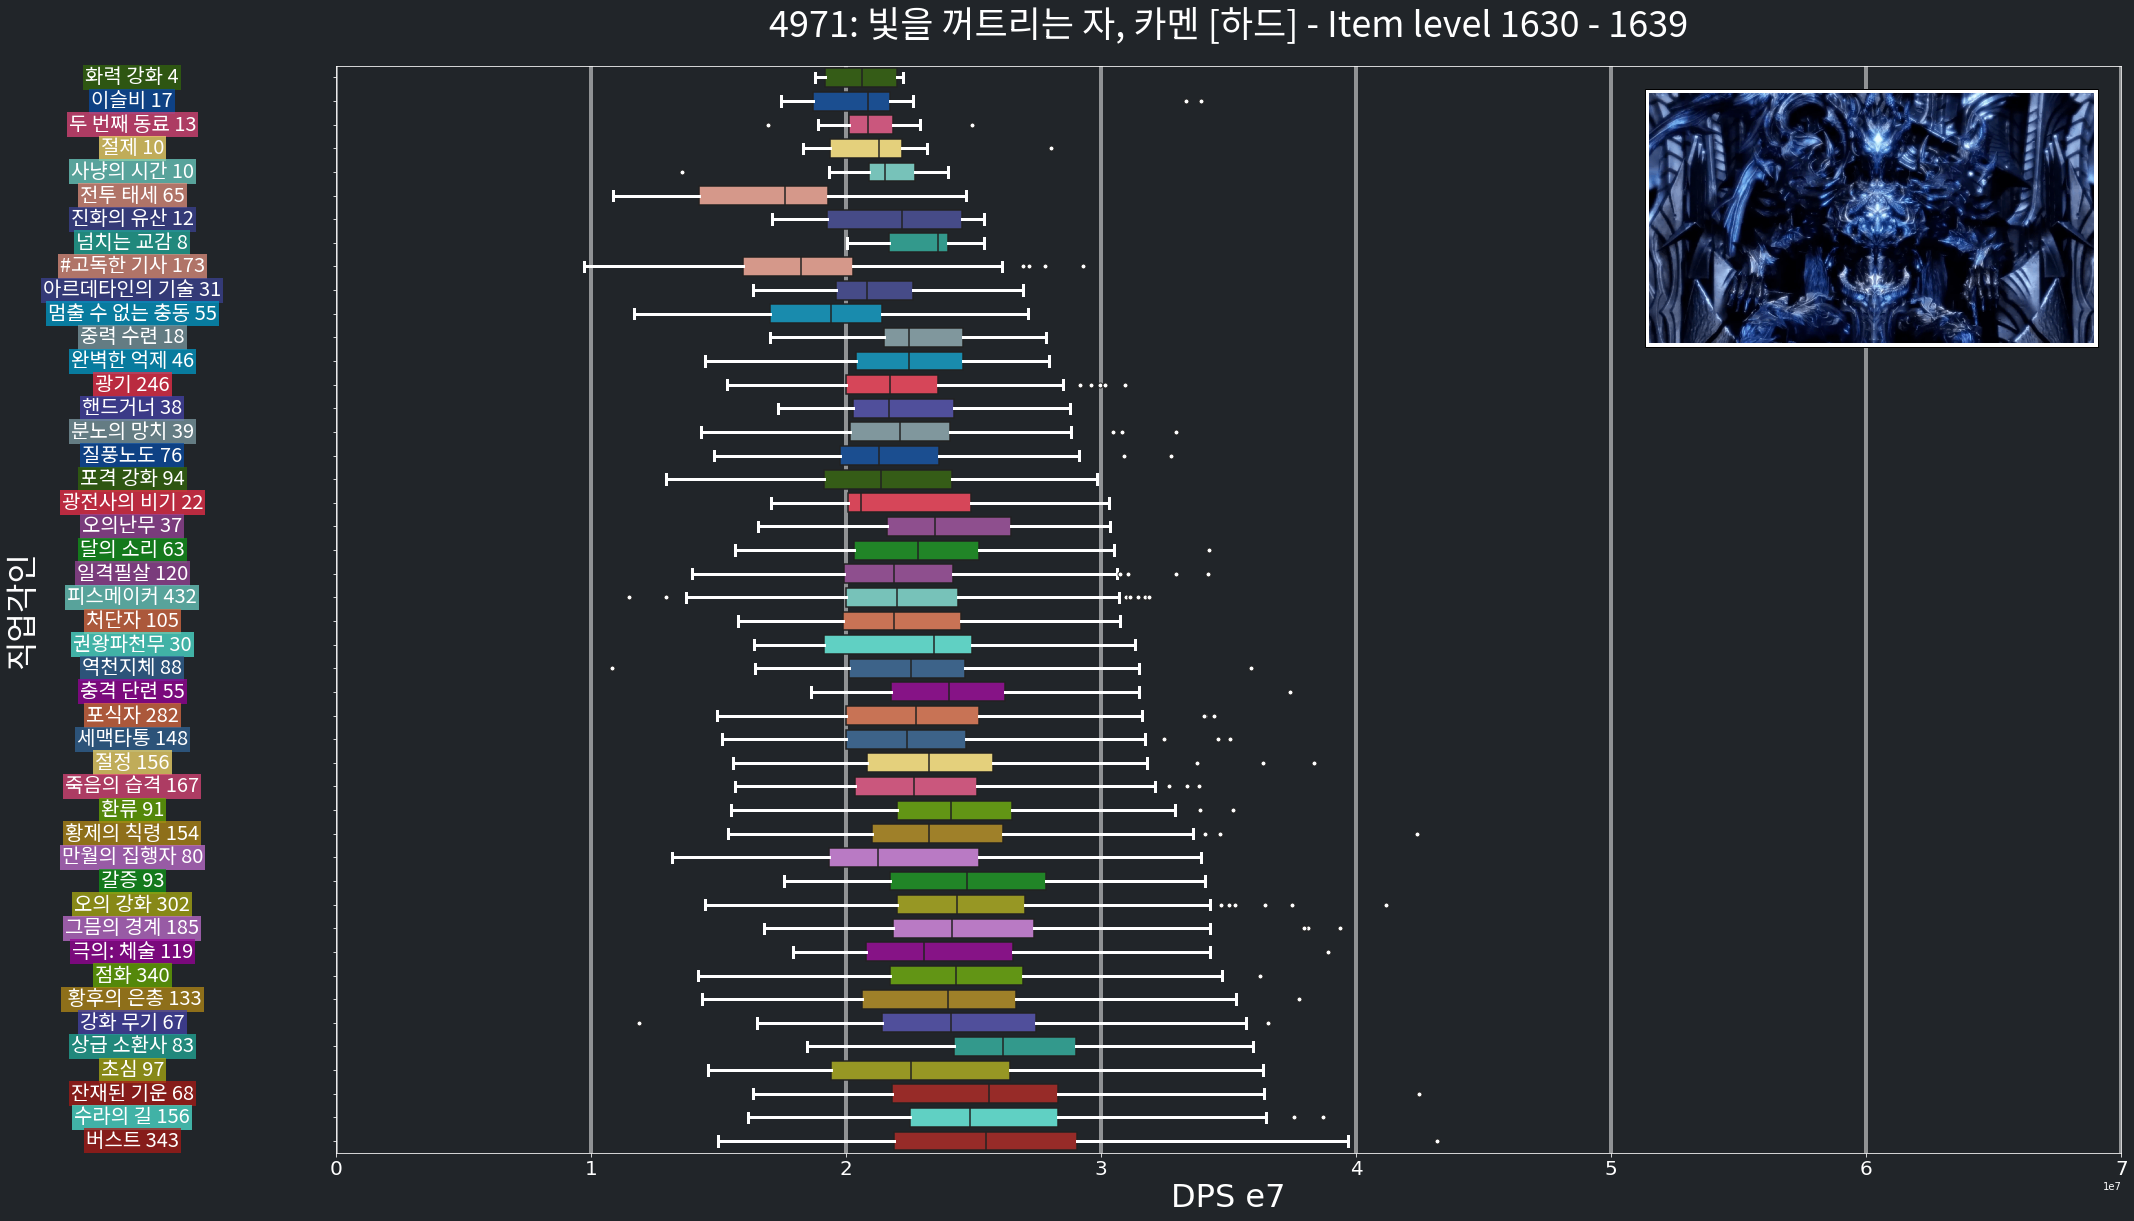 4971: 빛을 꺼트리는 자, 카멘 [하드] - Item level 1630 - 1639
직업각인
화력 강화 4
이슬비 17
두 번째 동료 13
절제 10
사냥의 시간 10
전투 태세 65
진화의 유산 12
넘치는 교감 8
#고독한 기사 173
아르데타인의 기술 31
멈출 수 없는 충동 55
중력 수련 18
완벽한 억제 46
광기 246
핸드거너 38
분노의 망치 39
질풍노도 76
포격 강화 94
광전사의 비기 22
오의난무 37
달의 소리 63
일격필살 120
피스메이커 432
처단자 105
권왕파천무 30
역천지체 88
충격 단련 55
포식자 282
세맥타통 148
절정 156
죽음의 습격 167
환류 91
황제의 칙령 154
만월의 집행자 80
갈증 93
오의 강화 302
그믐의 경계 185
극의: 체술 119
점화 340
황후의 은총 133
강화 무기 67
상급 소환사 83
초심 97
잔재된 기운 68
수라의 길 156
버스트 343
0 1 2 3 4 5 6 7
1e7
DPS e7